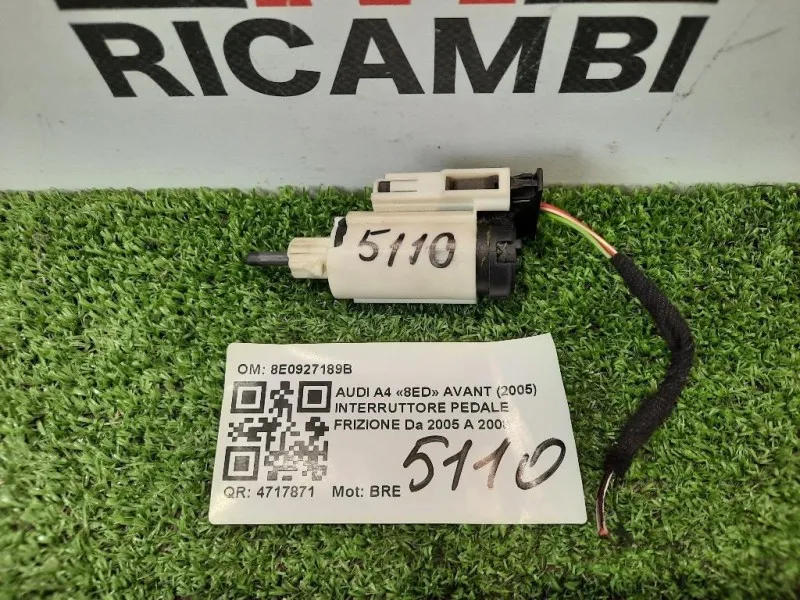 RICAMBI
5110
OM: 8E0927189B
AUDI A4 «8ED» AVANT (2005)
INTERRUTTORE PEDALE
FRIZIONE Da 2005 A 2008
5110
QR: 4717871 Mot: BRE